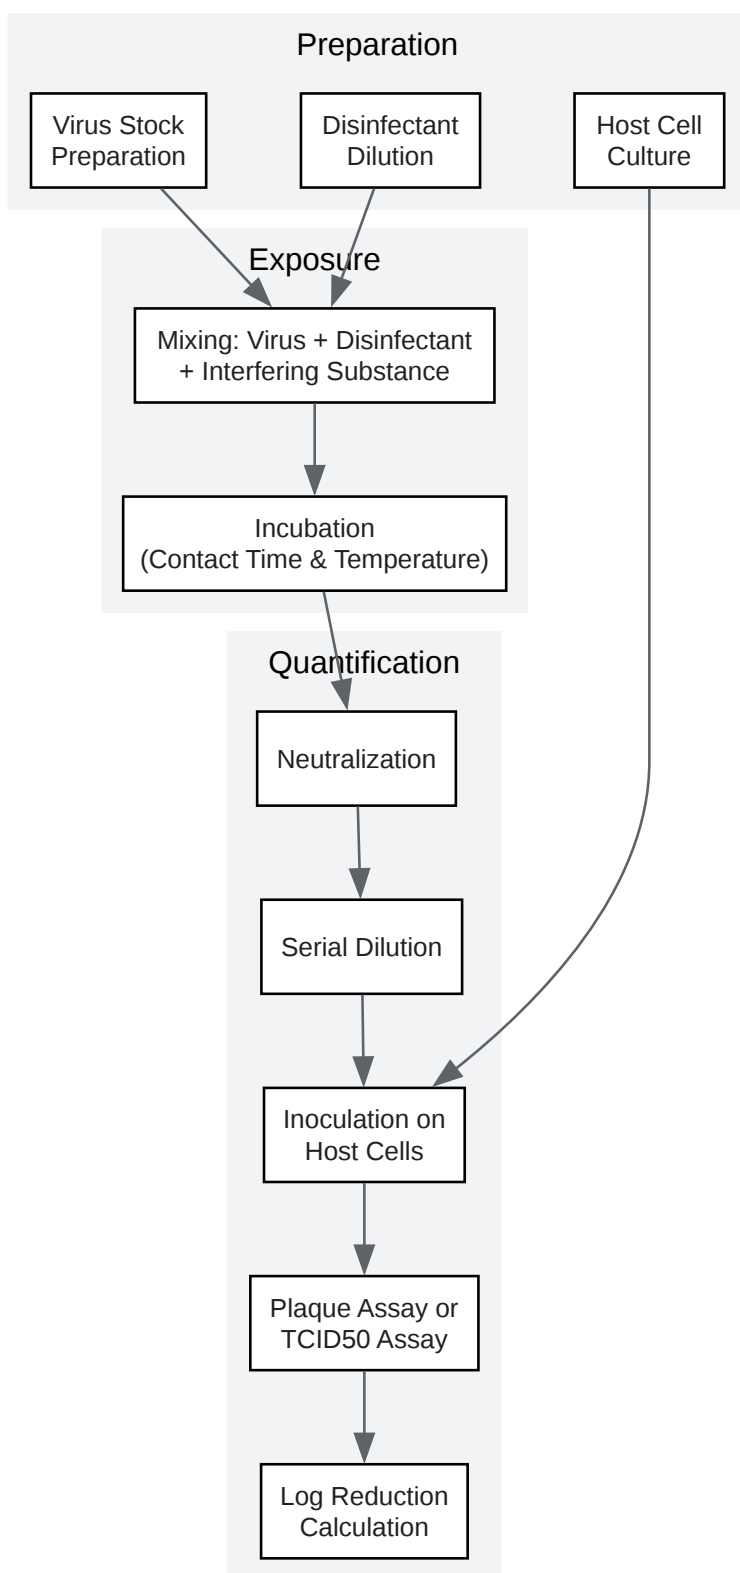 Preparation
Virus Stock
Preparation
Disinfectant
Dilution
Host Cell
Culture
Exposure
Mixing: Virus + Disinfectant
+ Interfering Substance
Incubation
(Contact Time & Temperature)
Quantification
Neutralization
Serial Dilution
Inoculation on
Host Cells
Plaque Assay or
TCID50 Assay
Log Reduction
Calculation